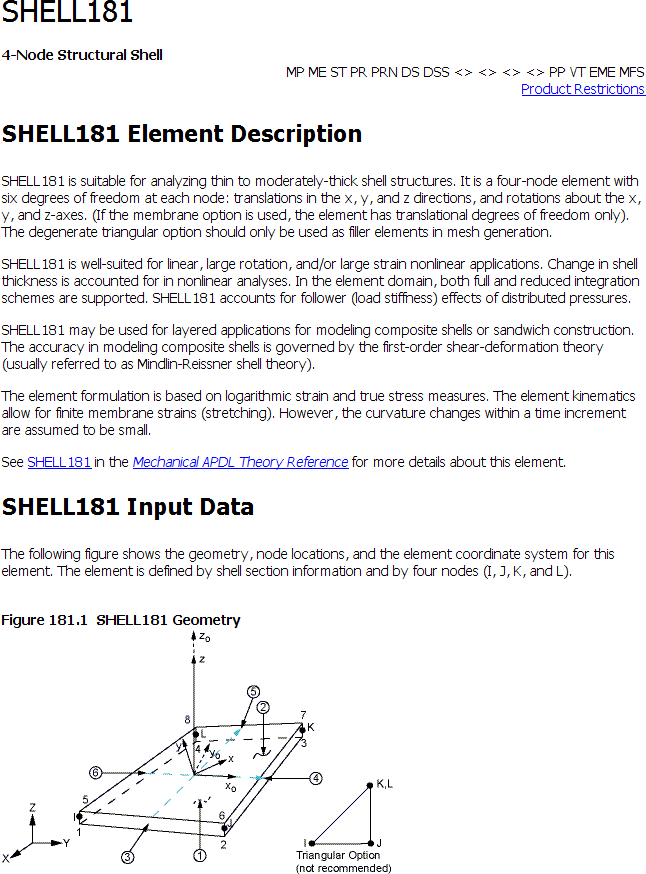 SHELL181
4-Node Structural Shell
MP ME ST PR PRN DS DSS <> <> <> <> PP VT EME MFS
Product Restrictions
SHELL181 Element Description
SHELL181 is suitable for analyzing thin to moderately-thick shell structures. It is a four-node element with
six degrees of freedom at each node: translations in the x, y, and z directions, and rotations about the x,
y, and z-axes. (If the membrane option is used, the element has translational degrees of freedom only).
The degenerate triangular option should only be used as filler elements in mesh generation.
SHELL181 is well-suited for linear, large rotation, and/or large strain nonlinear applications. Change in shell
thickness is accounted for in nonlinear analyses. In the element domain, both full and reduced integration
schemes are supported. SHELL181 accounts for follower (load stiffness) effects of distributed pressures.
SHELL181 may be used for layered applications for modeling composite shells or sandwich construction.
The accuracy in modeling composite shells is governed by the first-order shear-deformation theory
(usually referred to as Mindlin-Reissner shell theory).
The element formulation is based on logarithmic strain and true stress measures. The element kinematics
allow for finite membrane strains (stretching). However, the curvature changes within a time increment
are assumed to be small.
See SHELL181 in the Mechanical APDL Theory Reference for more details about this element.
SHELL181 Input Data
The following figure shows the geometry, node locations, and the element coordinate system for this
element. The element is defined by shell section information and by four nodes (I, J, K, and L).
Figure 181.1 SHELL181 Geometry
zo
z
5
2
8
7
L
K
y
4
yo
x
3
6
xo
4
5
I
1
6
J
2
Z
Y
X
3
1
K,L
I
J
Triangular Option
(not recommended)